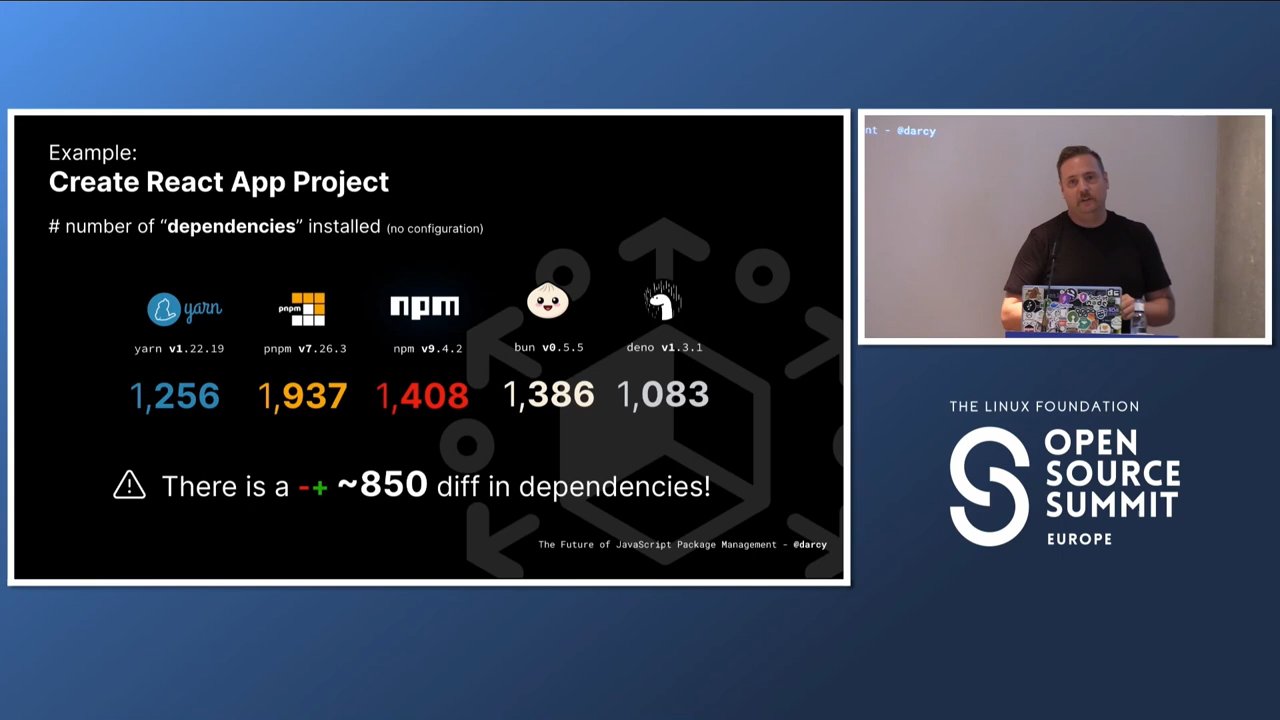 Example:
Create React App Project
# number of “dependencies” installed (no configuration)
yarn
pnpm
npm
yarn v1.22.19
pnpm v7.26.3
npm v9.4.2
bun v0.5.5
deno v1.3.1
1,256
1,937
1,408
1,386
1,083
There is a -+ ~850 diff in dependencies!
The Future of JavaScript Package Management - @darcy
nt - @darcy
THE LINUX FOUNDATION
OPEN
SOURCE
SUMMIT
EUROPE